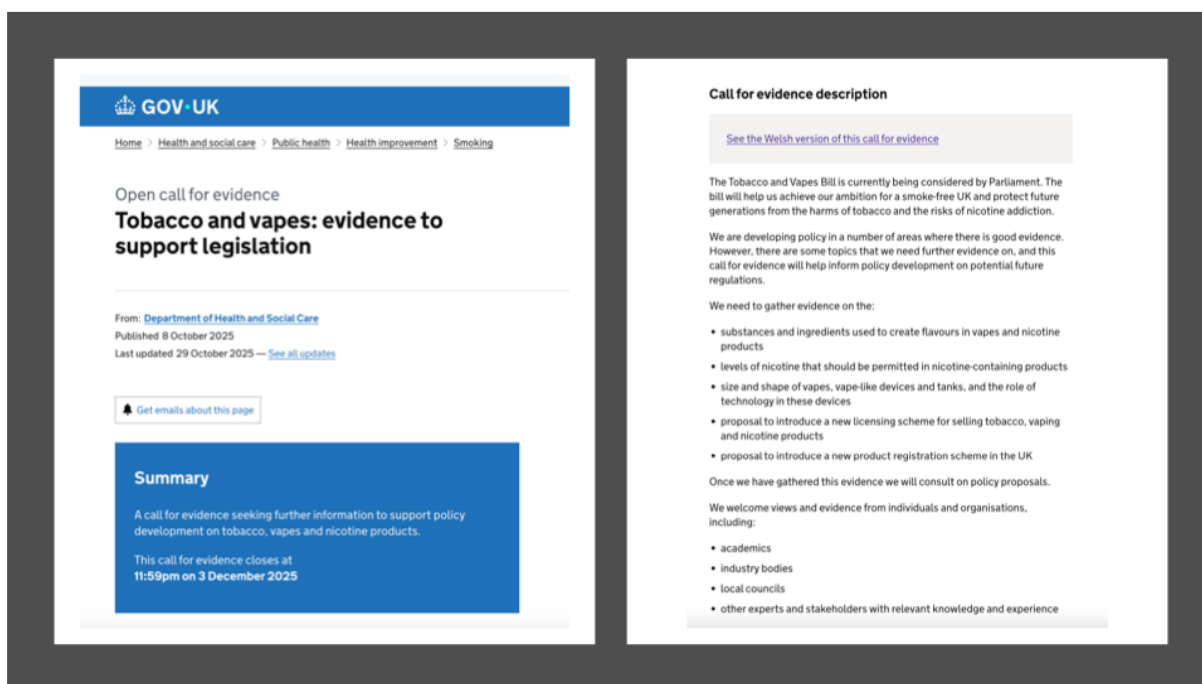 GOV·UK
Home > Health and social care > Public health > Health improvement > Smoking
Open call for evidence
Tobacco and vapes: evidence to
support legislation
From: Department of Health and Social Care
Published 8 October 2025
Last updated 29 October 2025 — See all updates
Get emails about this page
Summary
A call for evidence seeking further information to support policy
development on tobacco, vapes and nicotine products.
This call for evidence closes at
11:59pm on 3 December 2025
Call for evidence description
See the Welsh version of this call for evidence
The Tobacco and Vapes Bill is currently being considered by Parliament. The
bill will help us achieve our ambition for a smoke-free UK and protect future
generations from the harms of tobacco and the risks of nicotine addiction.
We are developing policy in a number of areas where there is good evidence.
However, there are some topics that we need further evidence on, and this
call for evidence will help inform policy development on potential future
regulations.
We need to gather evidence on the:
• substances and ingredients used to create flavours in vapes and nicotine
products
• levels of nicotine that should be permitted in nicotine-containing products
• size and shape of vapes, vape-like devices and tanks, and the role of
technology in these devices
• proposal to introduce a new licensing scheme for selling tobacco, vaping
and nicotine products
• proposal to introduce a new product registration scheme in the UK
Once we have gathered this evidence we will consult on policy proposals.
We welcome views and evidence from individuals and organisations,
including:
• academics
• industry bodies
• local councils
• other experts and stakeholders with relevant knowledge and experience